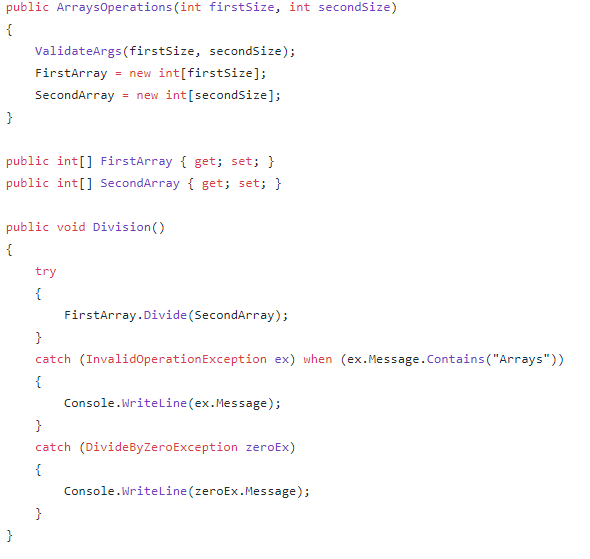 public ArraysOperations(int firstSize, int secondSize)
{
    ValidateArgs(firstSize, secondSize);
    FirstArray = new int[firstSize];
    SecondArray = new int[secondSize];
}

public int[] FirstArray { get; set; }
public int[] SecondArray { get; set; }

public void Division()
{
    try
    {
        FirstArray.Divide(SecondArray);
    }
    catch (InvalidOperationException ex) when (ex.Message.Contains("Arrays"))
    {
        Console.WriteLine(ex.Message);
    }
    catch (DivideByZeroException zeroEx)
    {
        Console.WriteLine(zeroEx.Message);
    }
}